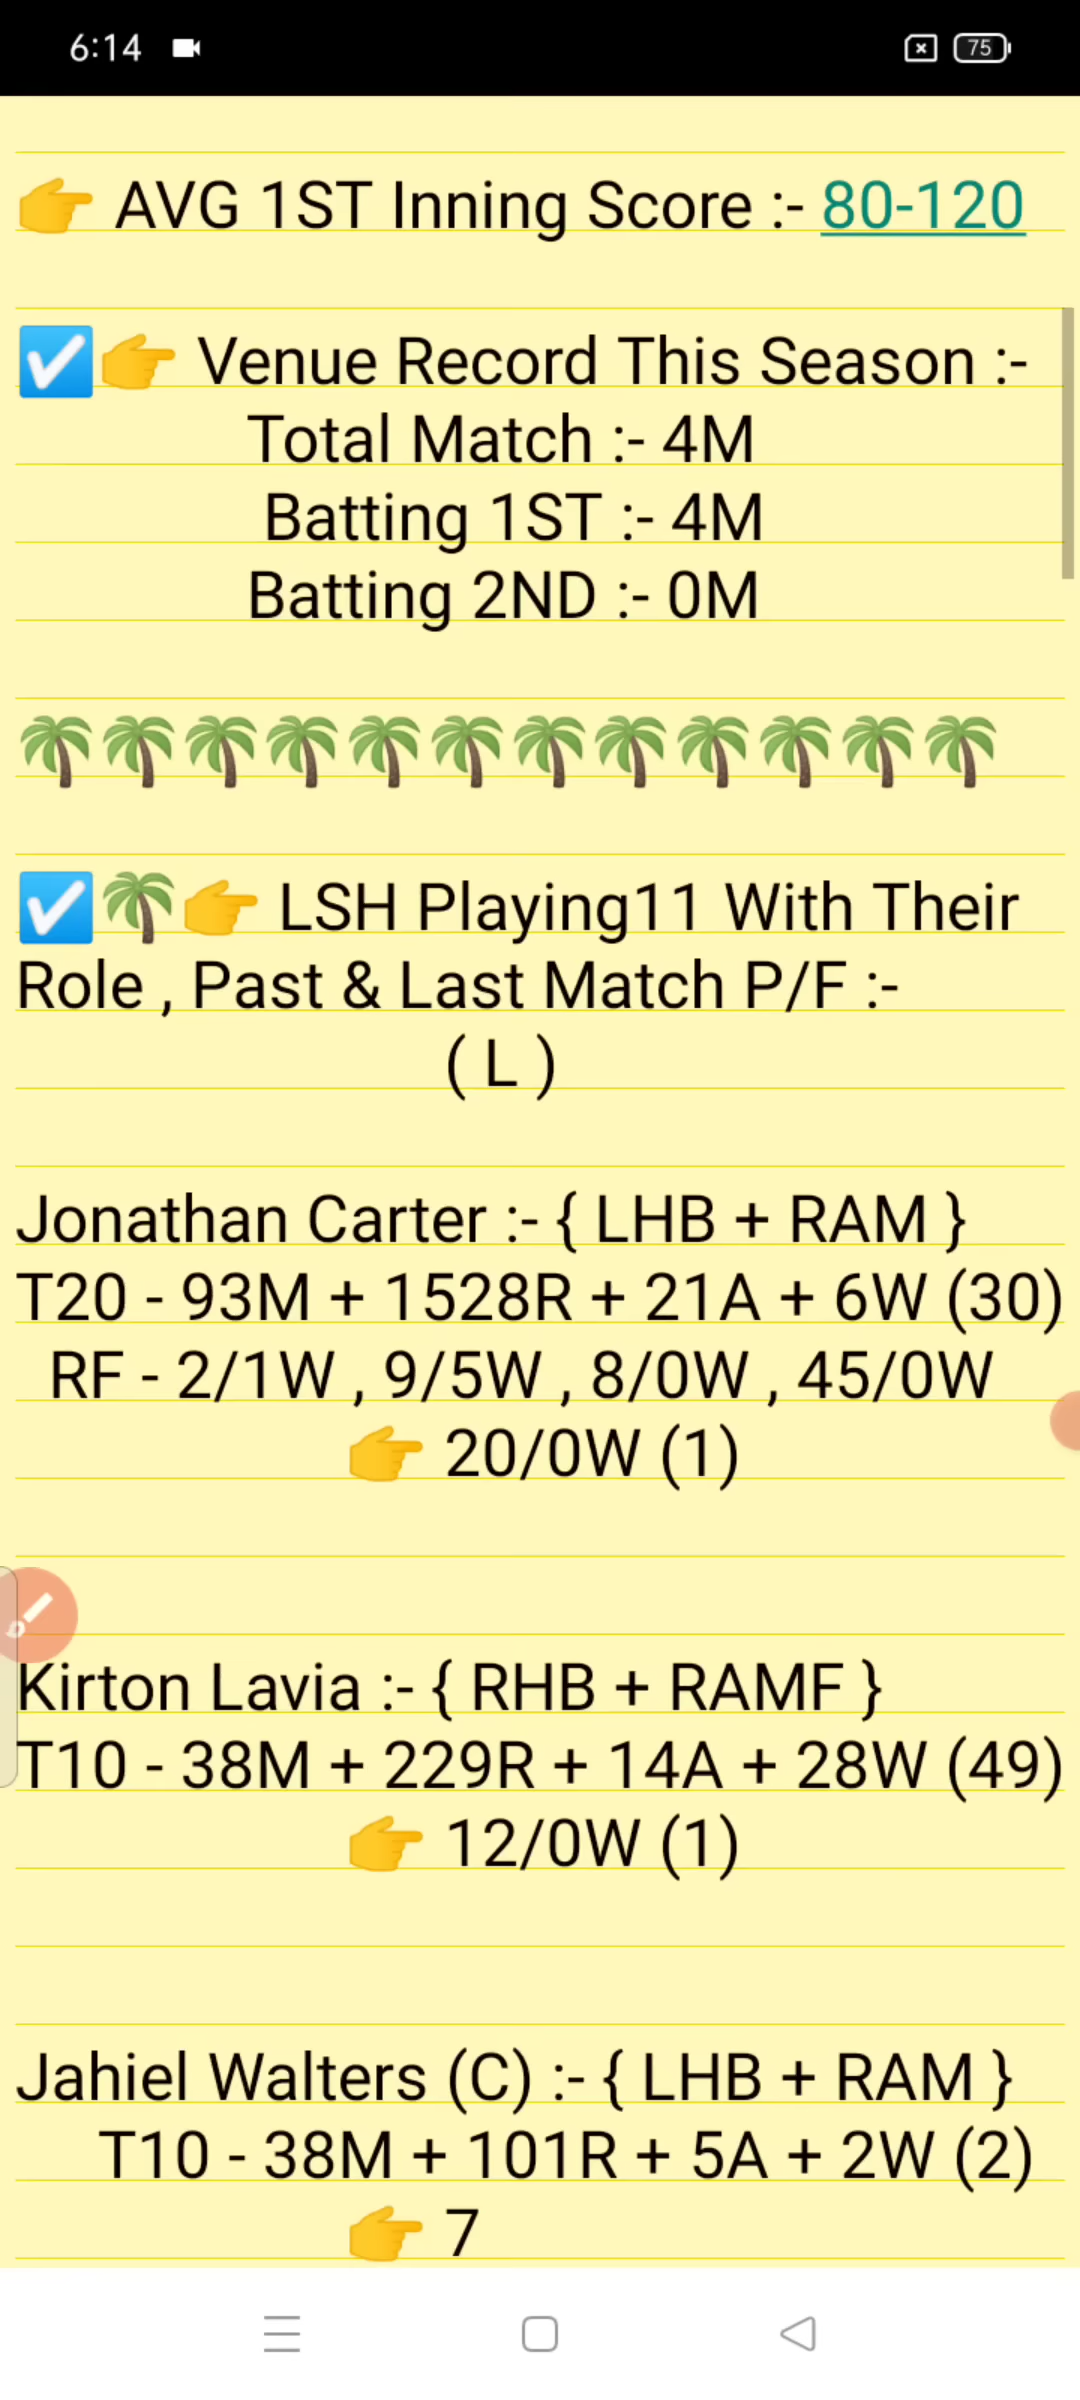 6:14
75
👉 AVG 1ST Inning Score :- 80-120
☑👉 Venue Record This Season :-
Total Match :- 4M
Batting 1ST :- 4M
Batting 2ND :- 0M
🌴🌴🌴🌴🌴🌴🌴🌴🌴🌴🌴🌴
☑🌴👉 LSH Playing11 With Their
Role , Past & Last Match P/F :-
( L )
Jonathan Carter :- { LHB + RAM }
T20 - 93M + 1528R + 21A + 6W (30)
RF - 2/1W , 9/5W , 8/0W , 45/0W
👉 20/0W (1)
Kirton Lavia :- { RHB + RAMF }
T10 - 38M + 229R + 14A + 28W (49)
👉 12/0W (1)
Jahiel Walters (C) :- { LHB + RAM }
T10 - 38M + 101R + 5A + 2W (2)
👉 7